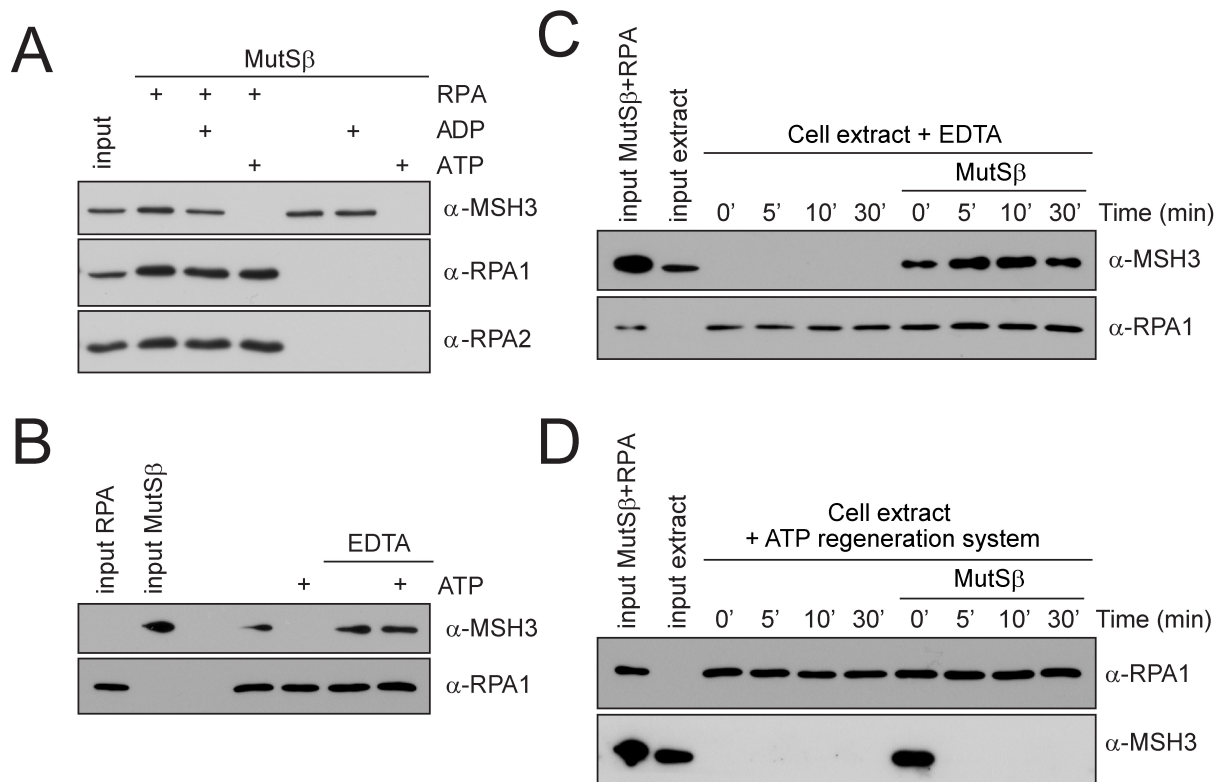 A
MutSβ
+ + + RPA
+ + ADP
+ + ATP
input
α-MSH3
α-RPA1
α-RPA2
B
input RPA
input MutSβ
EDTA
+ + ATP
α-MSH3
α-RPA1
C
input MutSβ+RPA
input extract
Cell extract + EDTA
MutSβ
0’ 5’ 10’ 30’ 0’ 5’ 10’ 30’ Time (min)
α-MSH3
α-RPA1
D
input MutSβ+RPA
input extract
Cell extract
+ ATP regeneration system
MutSβ
0’ 5’ 10’ 30’ 0’ 5’ 10’ 30’ Time (min)
α-RPA1
α-MSH3